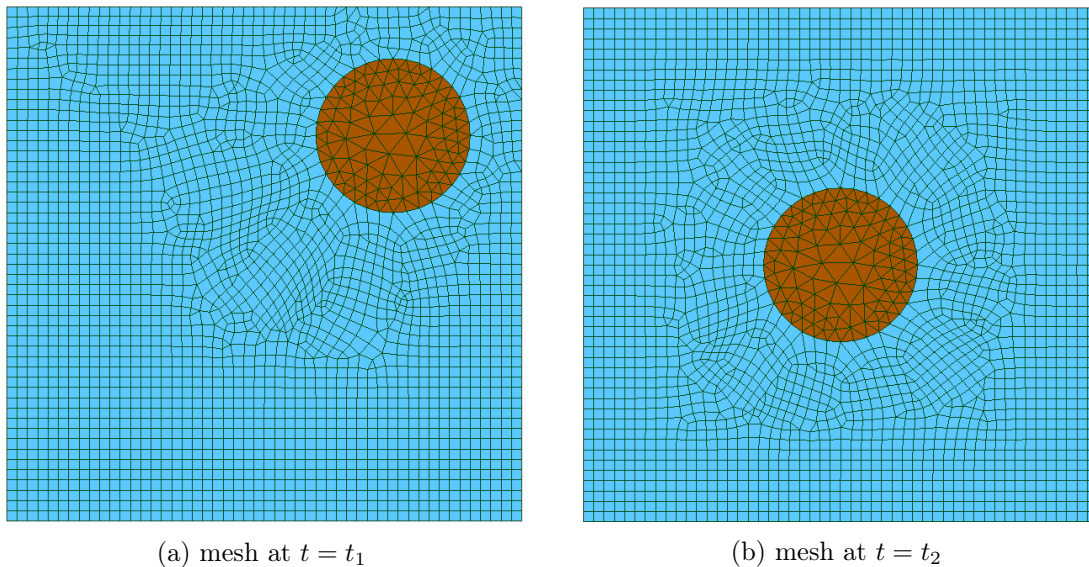 (a) mesh at t = t₁
(b) mesh at t = t₂